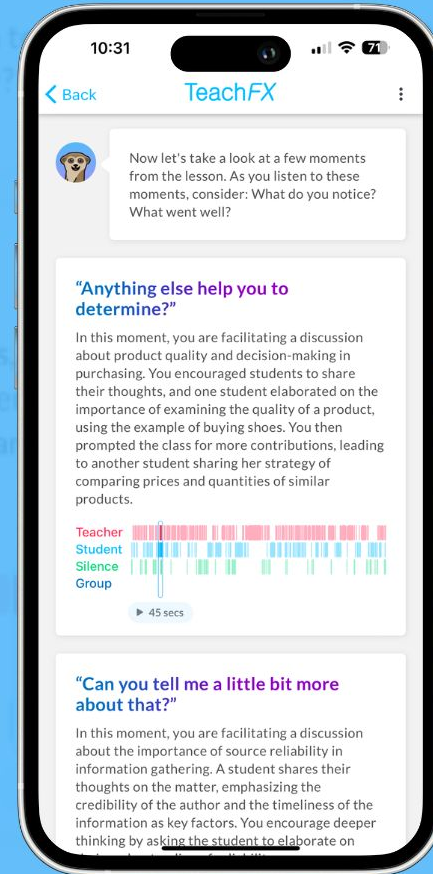 10:31
71
Back
TeachFX
Now let's take a look at a few moments
from the lesson. As you listen to these
moments, consider: What do you notice?
What went well?
“Anything else help you to
determine?”
In this moment, you are facilitating a discussion
about product quality and decision-making in
purchasing. You encouraged students to share
their thoughts, and one student elaborated on the
importance of examining the quality of a product,
using the example of buying shoes. You then
prompted the class for more contributions, leading
to another student sharing her strategy of
comparing prices and quantities of similar
products.
Teacher
Student
Silence
Group
45 secs
“Can you tell me a little bit more
about that?”
In this moment, you are facilitating a discussion
about the importance of source reliability in
information gathering. A student shares their
thoughts on the matter, emphasizing the
credibility of the author and the timeliness of the
information as key factors. You encourage deeper
thinking by asking the student to elaborate on